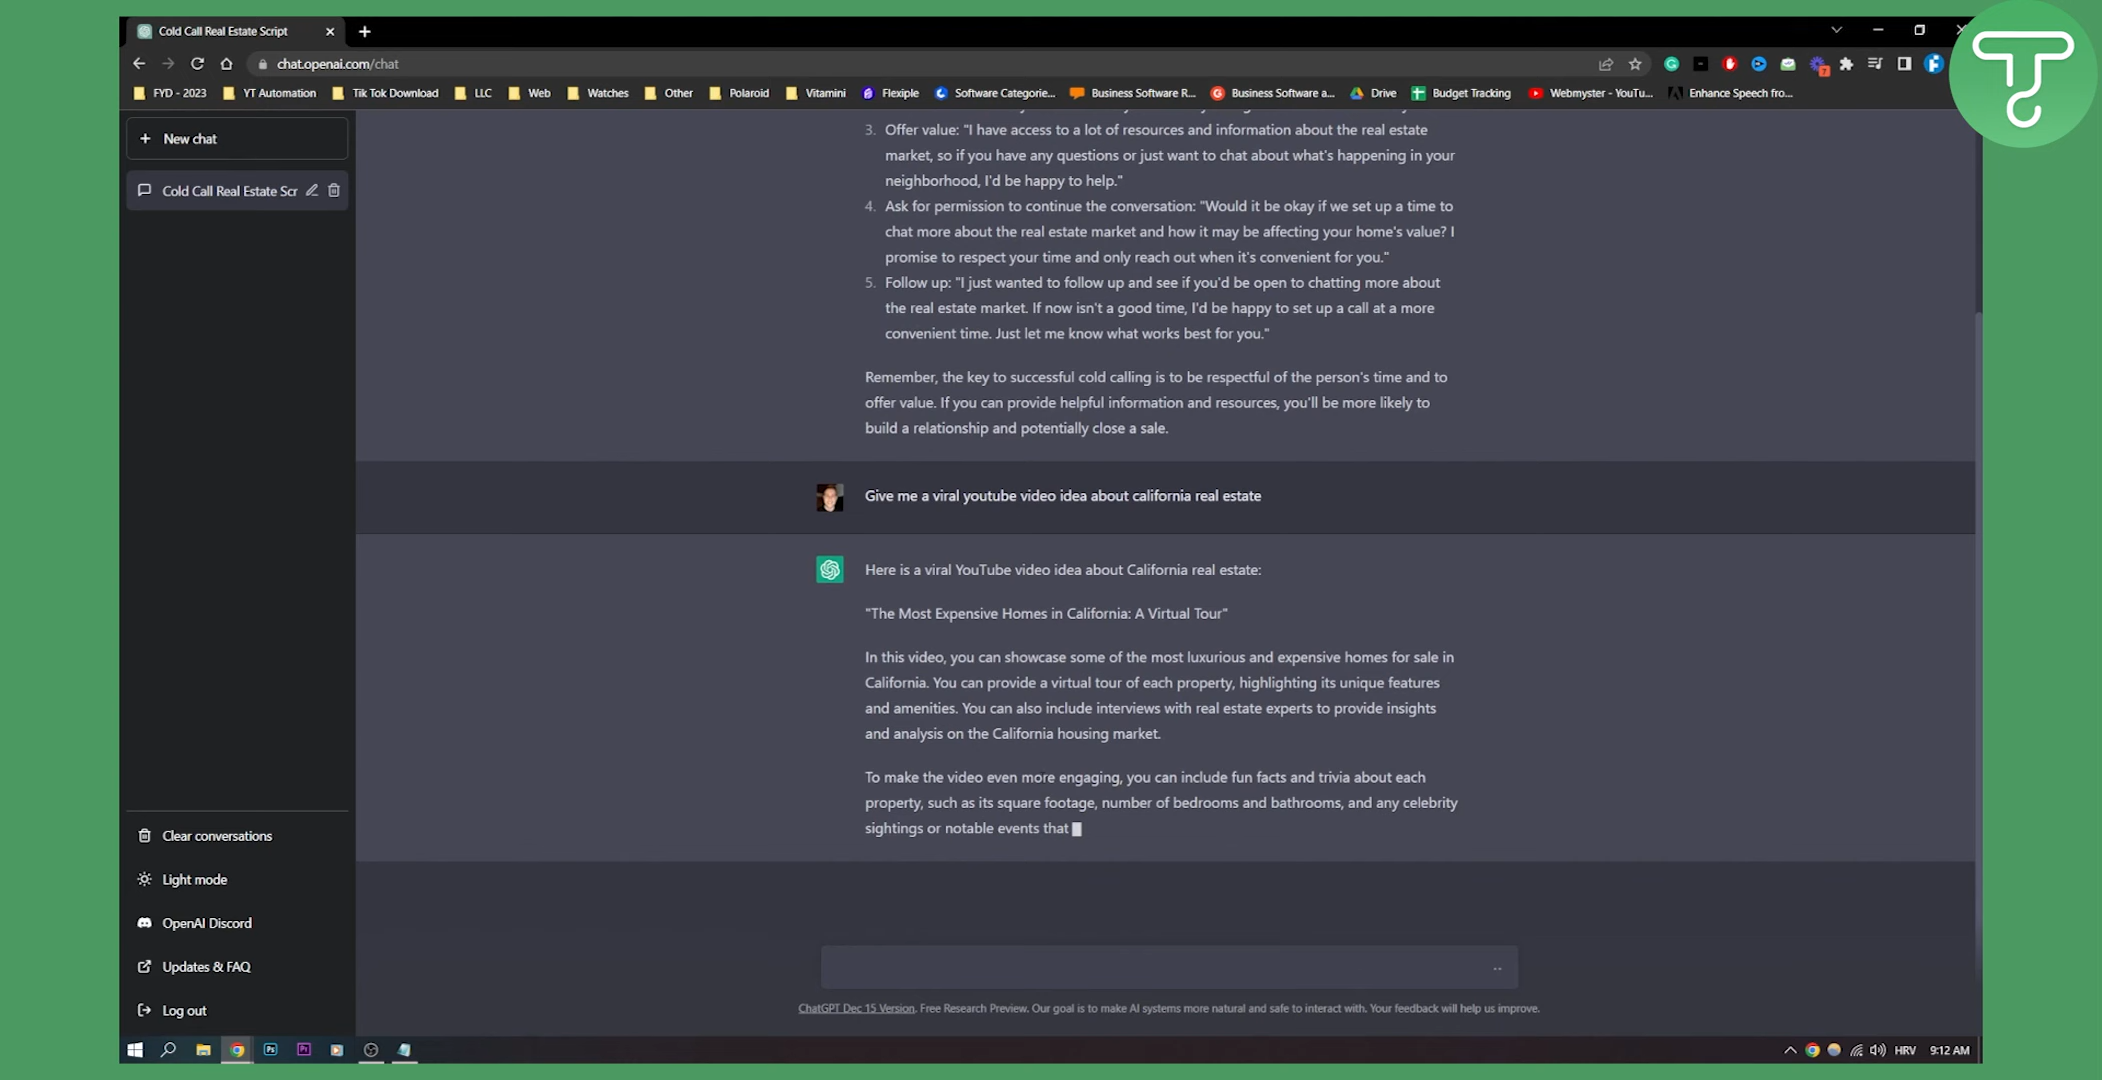 Cold Call Real Estate Script
chat.openai.com/chat
FYD - 2023
YT Automation
Tik Tok Download
LLC
Web
Watches
Other
Polaroid
Vitamini
Flexiple
Software Categorie...
Business Software R...
Business Software a...
Drive
Budget Tracking
Webmyster - YouTu...
Enhance Speech fro...
New chat
Cold Call Real Estate Scr
3. Offer value: "I have access to a lot of resources and information about the real estate
market, so if you have any questions or just want to chat about what's happening in your
neighborhood, I'd be happy to help."
4. Ask for permission to continue the conversation: "Would it be okay if we set up a time to
chat more about the real estate market and how it may be affecting your home's value? I
promise to respect your time and only reach out when it's convenient for you."
5. Follow up: "I just wanted to follow up and see if you'd be open to chatting more about
the real estate market. If now isn't a good time, I'd be happy to set up a call at a more
convenient time. Just let me know what works best for you."
Remember, the key to successful cold calling is to be respectful of the person's time and to
offer value. If you can provide helpful information and resources, you'll be more likely to
build a relationship and potentially close a sale.
Give me a viral youtube video idea about california real estate
Here is a viral YouTube video idea about California real estate:
"The Most Expensive Homes in California: A Virtual Tour"
In this video, you can showcase some of the most luxurious and expensive homes for sale in
California. You can provide a virtual tour of each property, highlighting its unique features
and amenities. You can also include interviews with real estate experts to provide insights
and analysis on the California housing market.
To make the video even more engaging, you can include fun facts and trivia about each
property, such as its square footage, number of bedrooms and bathrooms, and any celebrity
sightings or notable events that
Clear conversations
Light mode
OpenAI Discord
Updates & FAQ
Log out
ChatGPT Dec 15 Version. Free Research Preview. Our goal is to make AI systems more natural and safe to interact with. Your feedback will help us improve.
Ps
Pr
HRV
9:12 AM